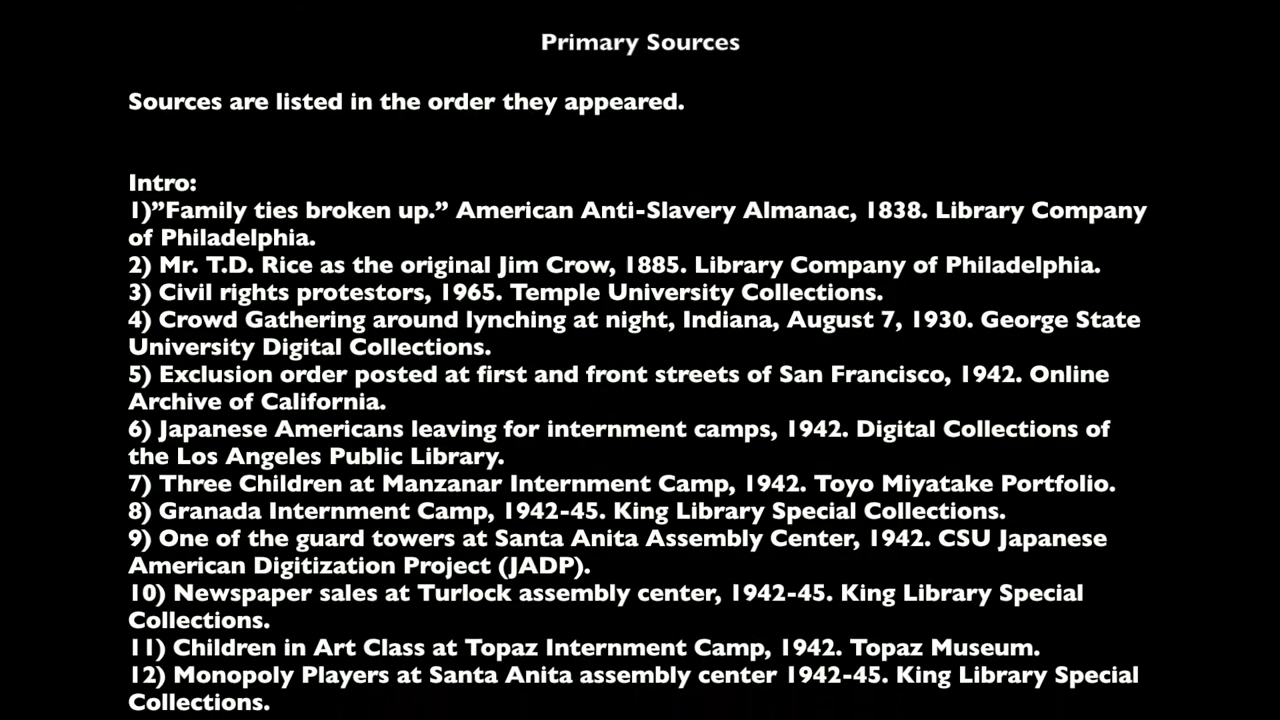 Primary Sources
Sources are listed in the order they appeared.
Intro:
1)”Family ties broken up.” American Anti-Slavery Almanac, 1838. Library Company
of Philadelphia.
2) Mr. T.D. Rice as the original Jim Crow, 1885. Library Company of Philadelphia.
3) Civil rights protestors, 1965. Temple University Collections.
4) Crowd Gathering around lynching at night, Indiana, August 7, 1930. George State
University Digital Collections.
5) Exclusion order posted at first and front streets of San Francisco, 1942. Online
Archive of California.
6) Japanese Americans leaving for internment camps, 1942. Digital Collections of
the Los Angeles Public Library.
7) Three Children at Manzanar Internment Camp, 1942. Toyo Miyatake Portfolio.
8) Granada Internment Camp, 1942-45. King Library Special Collections.
9) One of the guard towers at Santa Anita Assembly Center, 1942. CSU Japanese
American Digitization Project (JADP).
10) Newspaper sales at Turlock assembly center, 1942-45. King Library Special
Collections.
11) Children in Art Class at Topaz Internment Camp, 1942. Topaz Museum.
12) Monopoly Players at Santa Anita assembly center 1942-45. King Library Special
Collections.